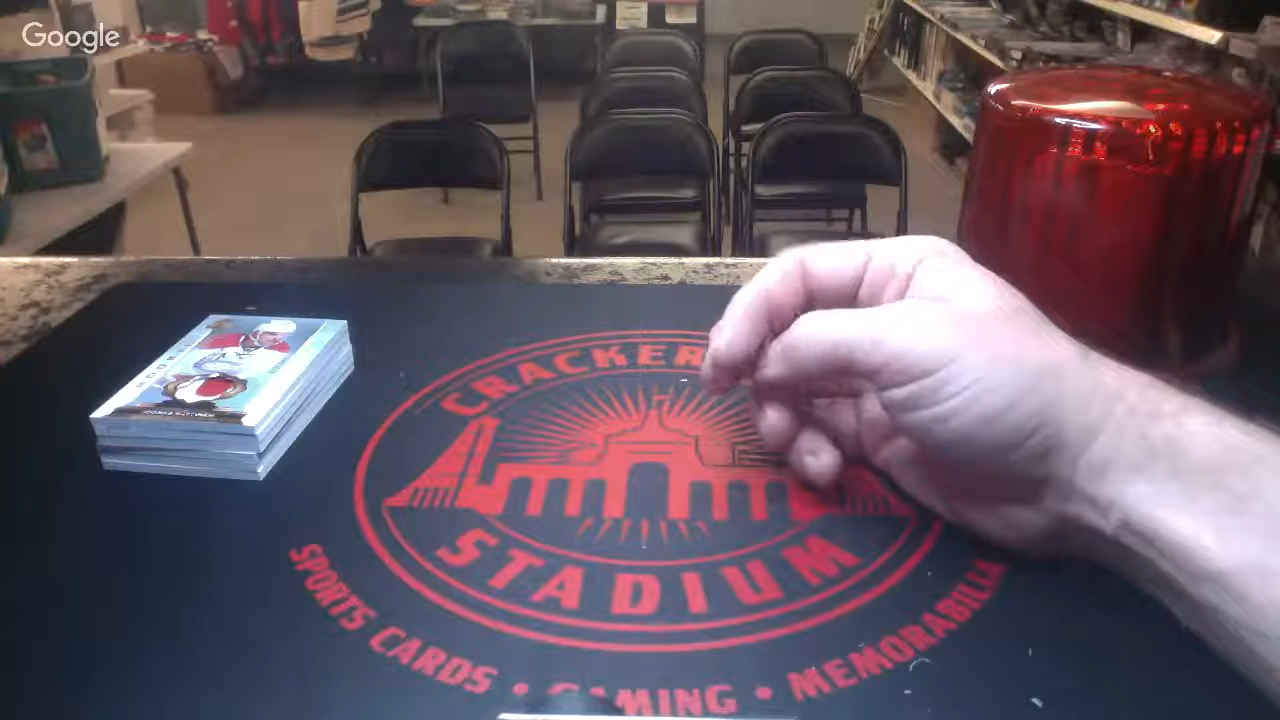 Google
CRACKER
STADIUM
SPORTS CARDS • GAMING • MEMORABILIA